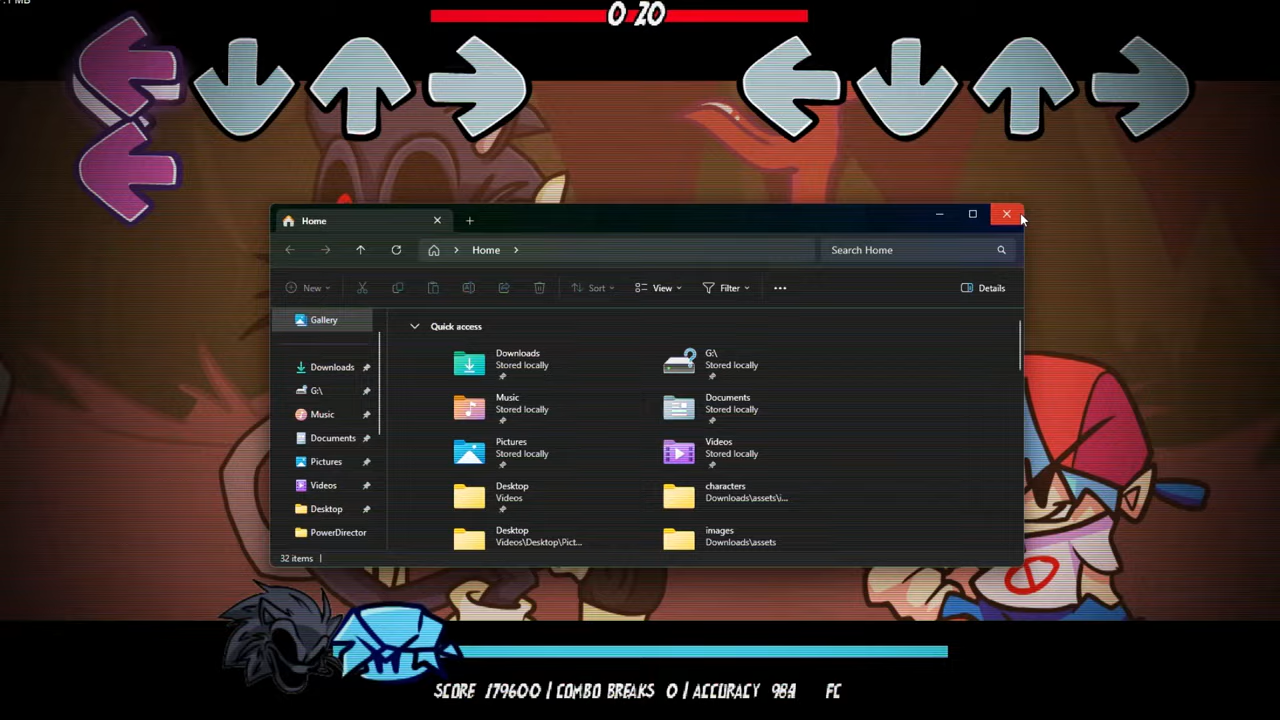 0 20
Home
Home
Search Home
New
Sort
View
Filter
Details
Gallery
Downloads
G:\
Music
Documents
Pictures
Videos
Desktop
PowerDirector
Quick access
Downloads
Stored locally
G:\
Stored locally
Music
Stored locally
Documents
Stored locally
Pictures
Stored locally
Videos
Stored locally
Desktop
Videos
characters
Downloads\assets\i...
Desktop
Videos\Desktop\Pict...
images
Downloads\assets
32 items
SCORE 179600 / COMBO BREAKS 0 / ACCURACY 984 FC